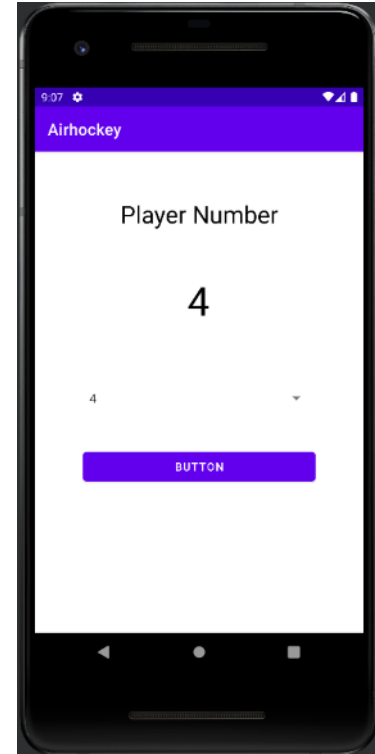 9:07
Airhockey
Player Number
4
4
BUTTON